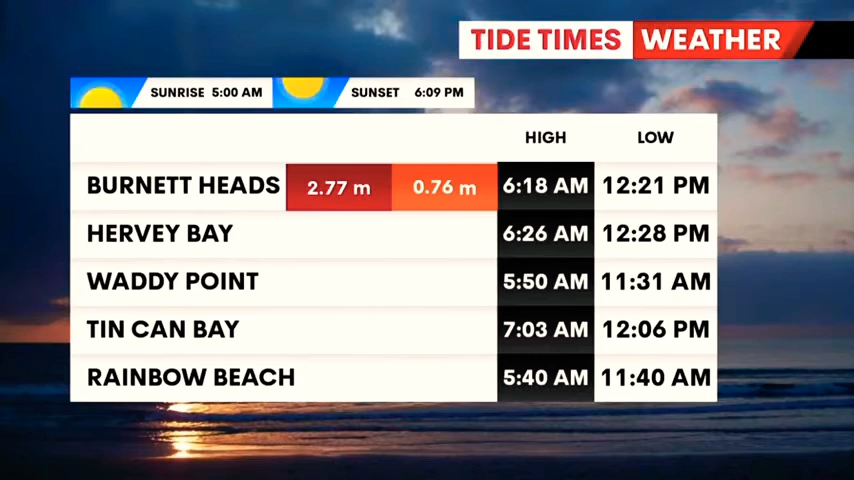 TIDE TIMES WEATHER
SUNRISE 5:00 AM SUNSET 6:09 PM
HIGH LOW
BURNETT HEADS 2.77 m 0.76 m 6:18 AM 12:21 PM
HERVEY BAY 6:26 AM 12:28 PM
WADDY POINT 5:50 AM 11:31 AM
TIN CAN BAY 7:03 AM 12:06 PM
RAINBOW BEACH 5:40 AM 11:40 AM